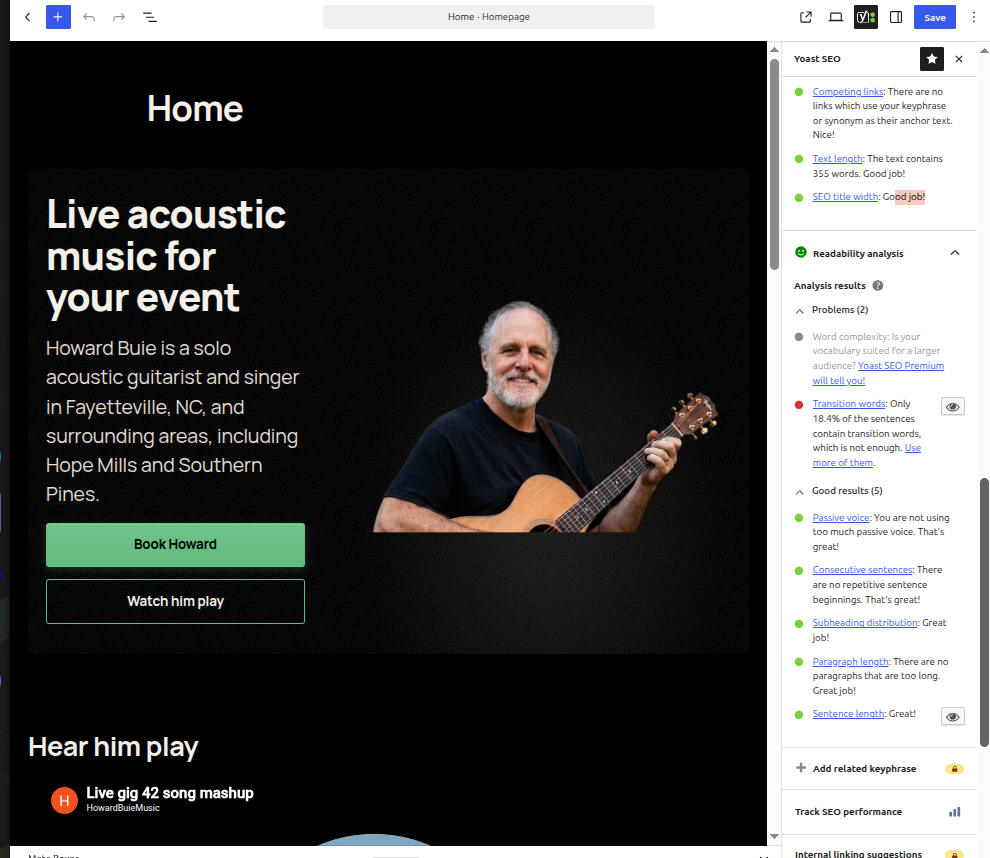 Home · Homepage
Save
Yoast SEO
Home
Live acoustic
music for
your event
Howard Buie is a solo
acoustic guitarist and singer
in Fayetteville, NC, and
surrounding areas, including
Hope Mills and Southern
Pines.
Book Howard
Watch him play
Hear him play
H
Live gig 42 song mashup
HowardBuieMusic
Competing links: There are no
links which use your keyphrase
or synonym as their anchor text.
Nice!
Text length: The text contains
355 words. Good job!
SEO title width: Good job!
Readability analysis
Analysis results ?
Problems (2)
Word complexity: Is your
vocabulary suited for a larger
audience? Yoast SEO Premium
will tell you!
Transition words: Only
18.4% of the sentences
contain transition words,
which is not enough. Use
more of them.
Good results (5)
Passive voice: You are not using
too much passive voice. That's
great!
Consecutive sentences: There
are no repetitive sentence
beginnings. That's great!
Subheading distribution: Great
job!
Paragraph length: There are no
paragraphs that are too long.
Great job!
Sentence length: Great!
Add related keyphrase
Track SEO performance
Internal linking suggestions